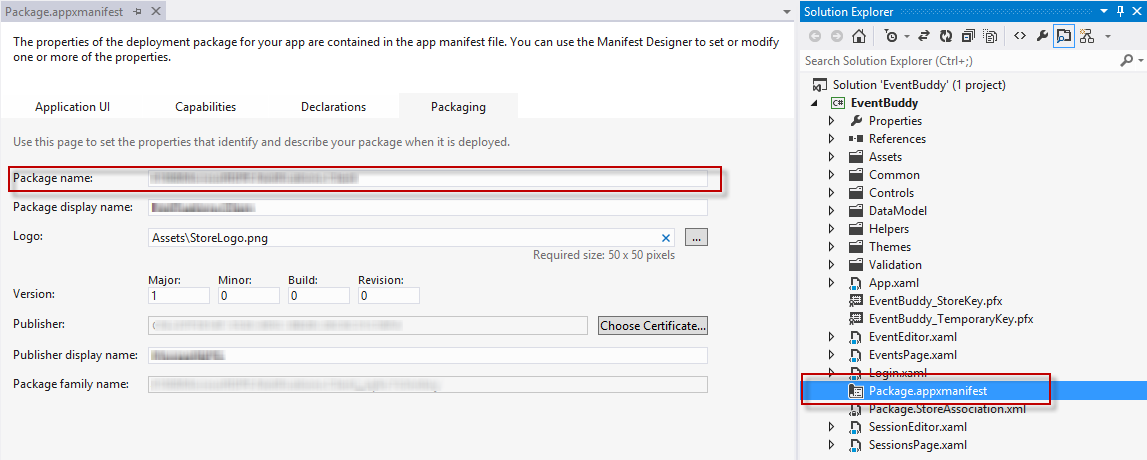 Package.appxmanifest
The properties of the deployment package for your app are contained in the app manifest file. You can use the Manifest Designer to set or modify
one or more of the properties.
Application UI Capabilities Declarations Packaging
Use this page to set the properties that identify and describe your package when it is deployed.
Package name:
Package display name:
Logo: Assets\StoreLogo.png ...
Required size: 50 x 50 pixels
Major: Minor: Build: Revision:
Version: 1 0 0 0
Publisher: Choose Certificate...
Publisher display name:
Package family name:
Solution Explorer
Search Solution Explorer (Ctrl+;)
Solution 'EventBuddy' (1 project)
C# EventBuddy
Properties
References
Assets
Common
Controls
DataModel
Helpers
Themes
Validation
App.xaml
EventBuddy_StoreKey.pfx
EventBuddy_TemporaryKey.pfx
EventEditor.xaml
EventsPage.xaml
Login.xaml
Package.appxmanifest
Package.StoreAssociation.xml
SessionEditor.xaml
SessionsPage.xaml